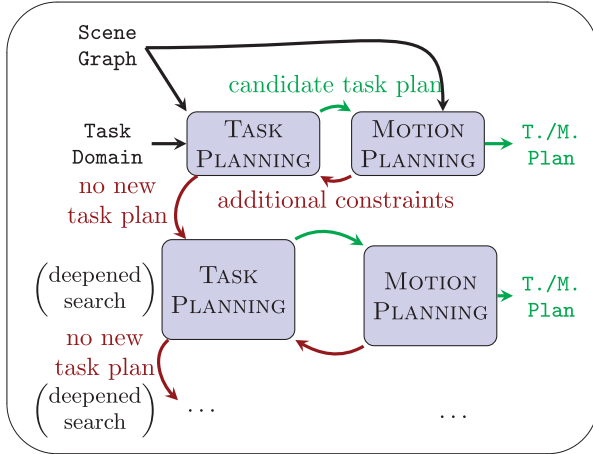 Scene
Graph
candidate task plan
Task
Domain
TASK
PLANNING
MOTION
PLANNING
T./M.
Plan
no new
task plan
additional constraints
(deepened
search)
TASK
PLANNING
MOTION
PLANNING
T./M.
Plan
no new
task plan
(deepened
search)
...
...